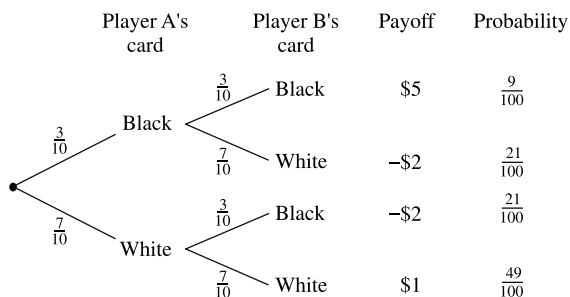 Player A's Player B's Payoff Probability
card card
3/10 Black $5 9/100
3/10 Black
7/10 White –$2 21/100
3/10 Black –$2 21/100
7/10 White
7/10 White $1 49/100